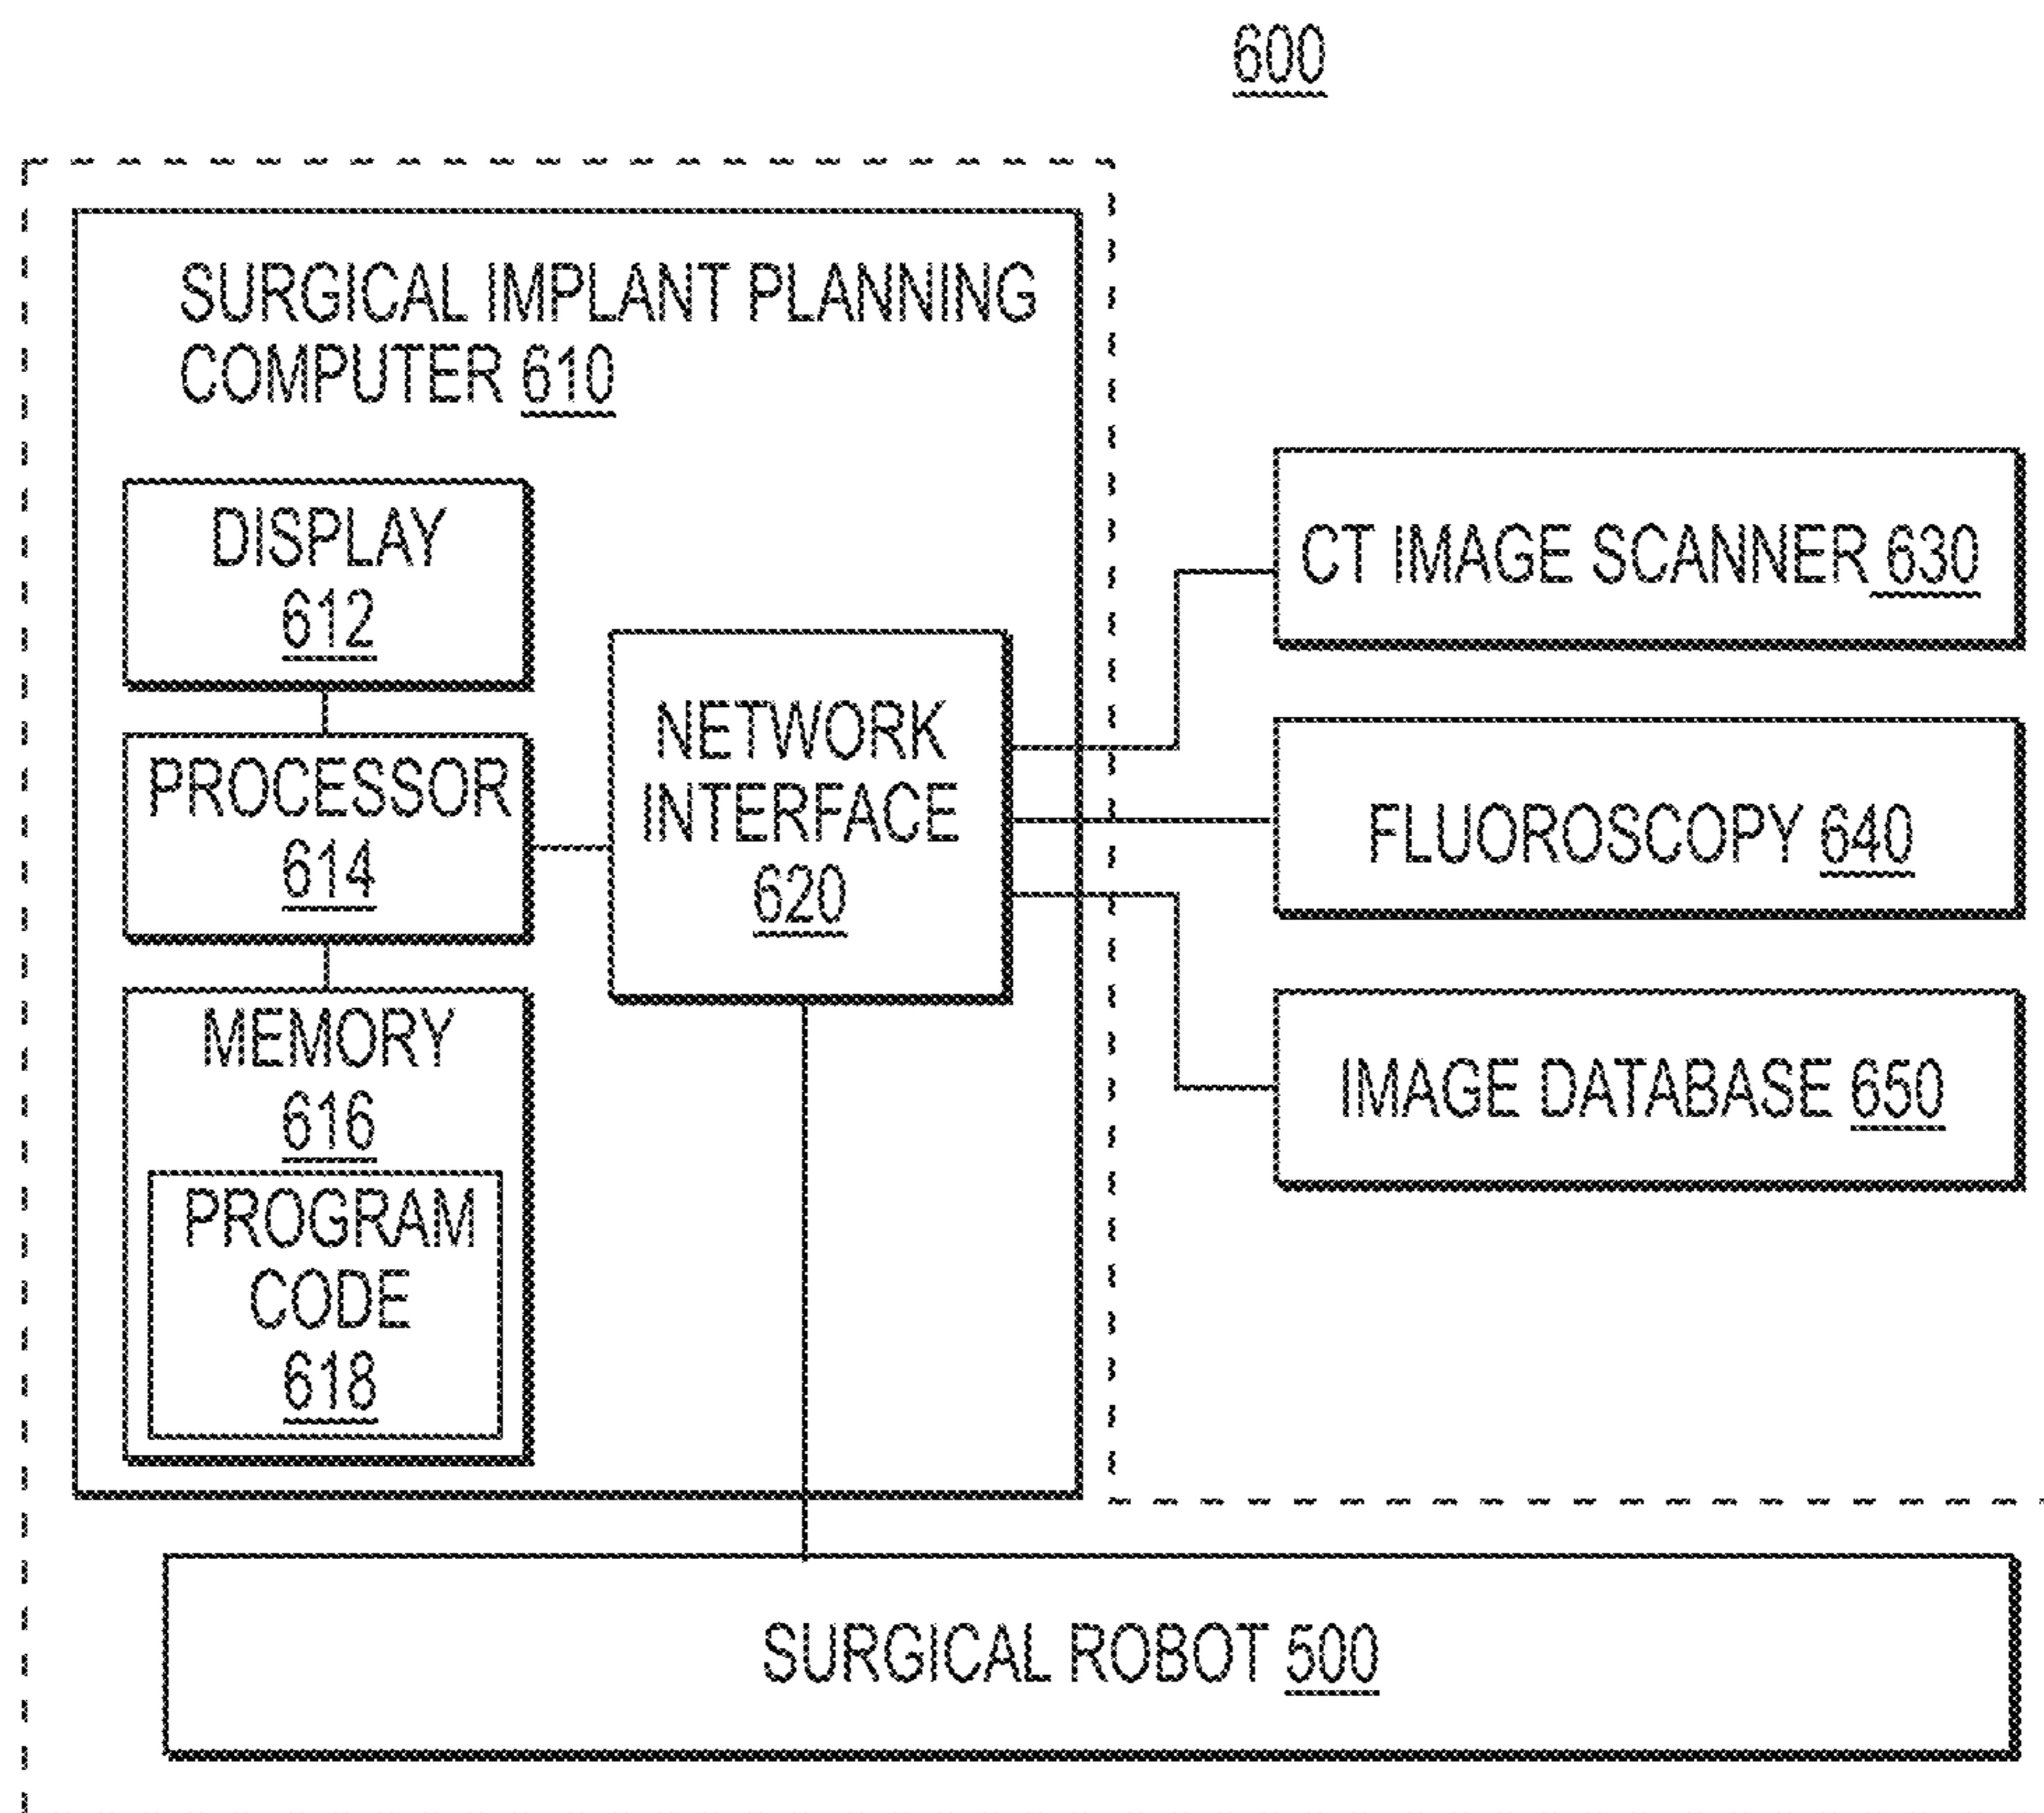 600
SURGICAL IMPLANT PLANNING
COMPUTER 610
DISPLAY
612
PROCESSOR
614
MEMORY
616
PROGRAM
CODE
618
NETWORK
INTERFACE
620
CT IMAGE SCANNER 630
FLUOROSCOPY 640
IMAGE DATABASE 650
SURGICAL ROBOT 500